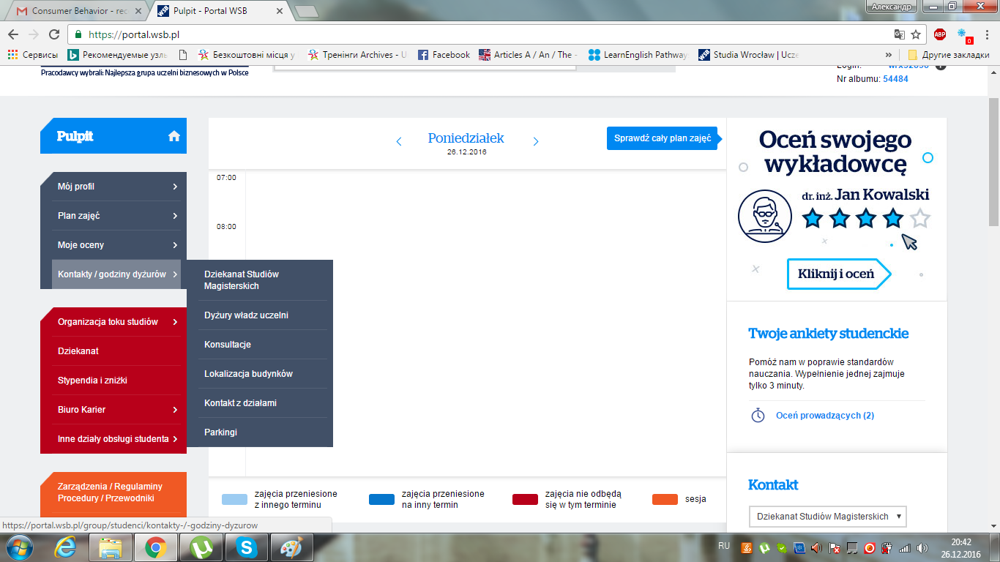 Consumer Behavior - rec
Pulpit - Portal WSB
Александр
https://portal.wsb.pl
ABP
0
Сервисы
Рекомендуемые узлы
Безкоштовні місця у
Тренінги Archives - U
Facebook
Articles A / An / The -
LearnEnglish Pathway
WSB
Studia Wrocław | Ucze
»
Другие закладки
Pracodawcy wybrali: Najlepsza grupa uczelni biznesowych w Polsce
Nr albumu: 54484
Pulpit
Poniedziałek
26.12.2016
Sprawdź cały plan zajęć
07:00
08:00
Mój profil
Plan zajęć
Moje oceny
Kontakty / godziny dyżurów
Dziekanat Studiów
Magisterskich
Dyżury władz uczelni
Konsultacje
Lokalizacja budynków
Kontakt z działami
Parkingi
Organizacja toku studiów
Dziekanat
Stypendia i zniżki
Biuro Karier
Inne działy obsługi studenta
Zarządzenia / Regulaminy
Procedury / Przewodniki
zajęcia przeniesione
z innego terminu
zajęcia przeniesione
na inny termin
zajęcia nie odbędą
się w tym terminie
sesja
Oceń swojego
wykładowcę
dr. inż. Jan Kowalski
Kliknij i oceń
Twoje ankiety studenckie
Pomóż nam w poprawie standardów
nauczania. Wypełnienie jednej zajmuje
tylko 3 minuty.
Oceń prowadzących (2)
Kontakt
Dziekanat Studiów Magisterskich
https://portal.wsb.pl/group/studenci/kontakty-/-godziny-dyzurow
RU
20:42
26.12.2016